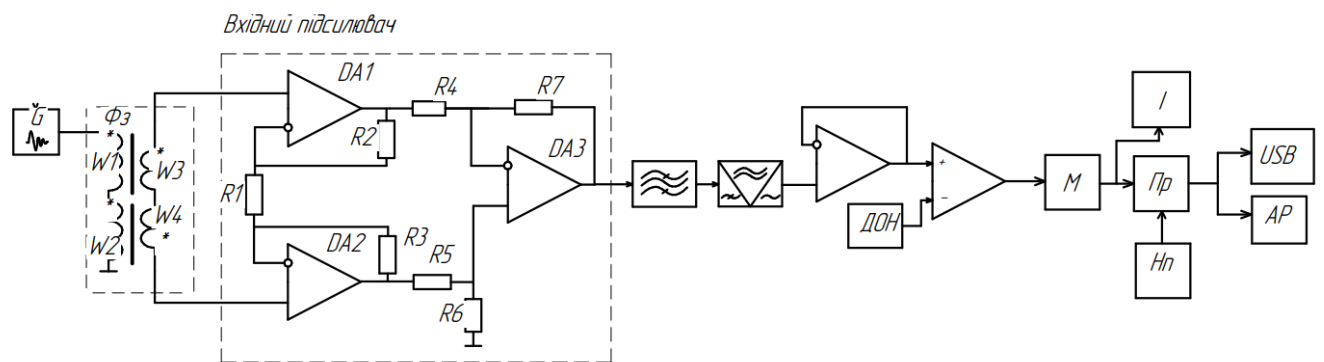 Вхідний підсилювач
DA1
R4
R7
I
Ğ
Фз
*
R2
DA3
USB
W1
*
W3
+
М
Пр
R1
*
W4
ДОН
−
АР
W2
*
DA2
R3
R5
Нп
R6